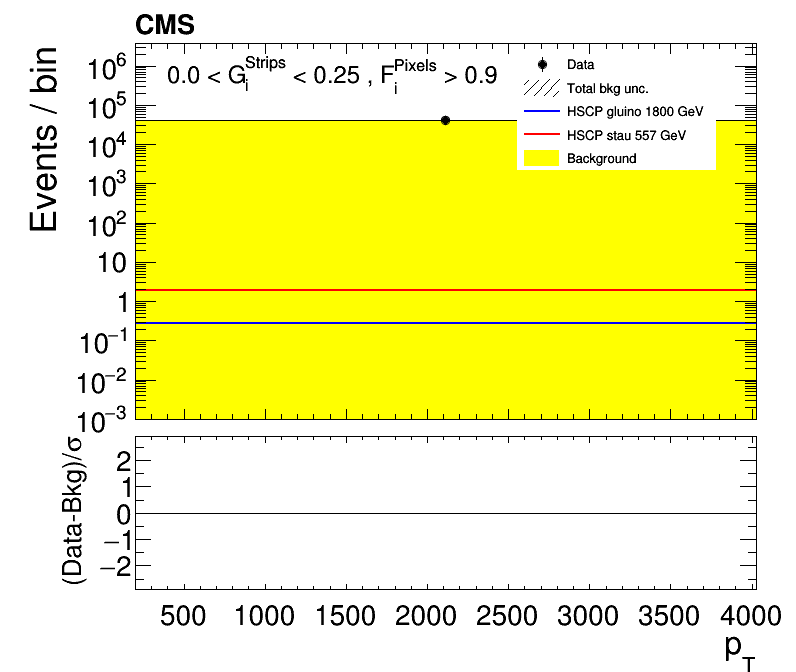 CMS
Events / bin
10^6
10^5
10^4
10^3
10^2
10
1
10^−1
10^−2
10^−3
0.0 < G_i^Strips < 0.25 , F_i^Pixels > 0.9
Data
Total bkg unc.
HSCP gluino 1800 GeV
HSCP stau 557 GeV
Background
(Data-Bkg)/σ
2
1
0
−1
−2
500 1000 1500 2000 2500 3000 3500 4000
p_T